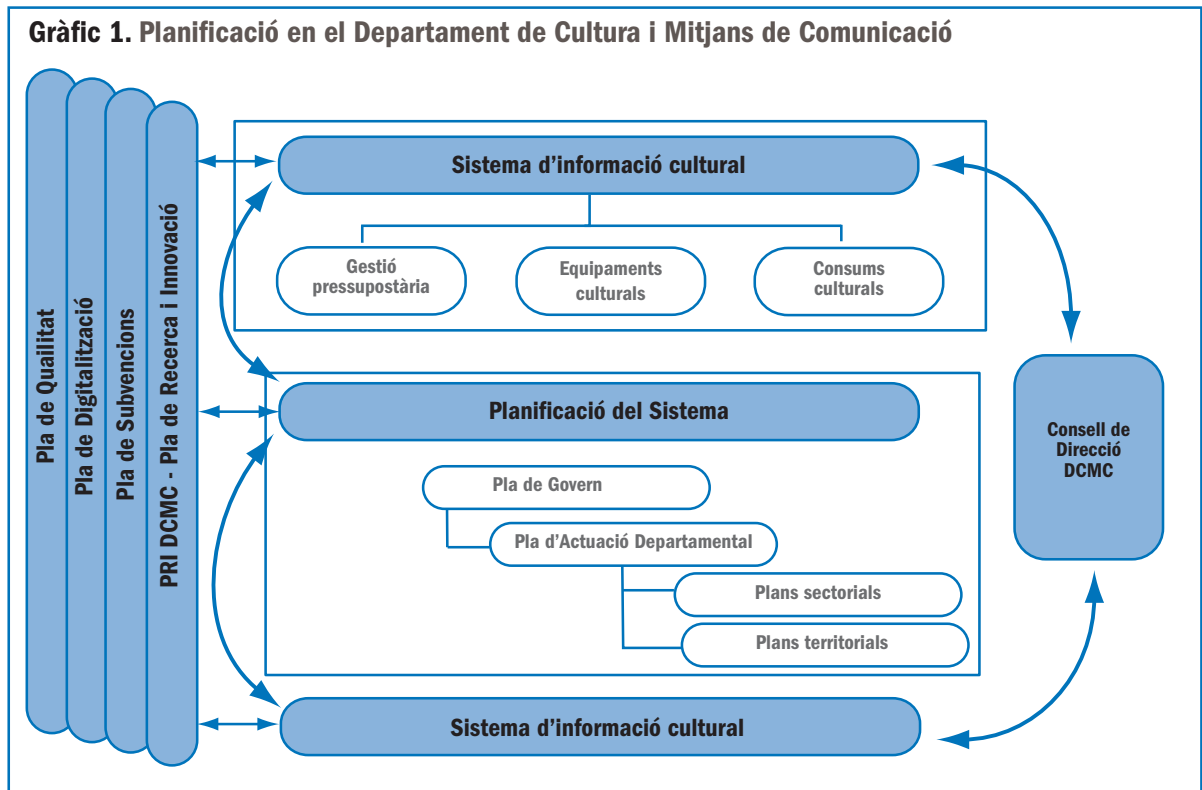 Gràfic 1. Planificació en el Departament de Cultura i Mitjans de Comunicació
Pla de Quailitat
Pla de Digitalització
Pla de Subvencions
PRI DCMC - Pla de Recerca i Innovació
Sistema d'informació cultural
Gestió
pressupostària
Equipaments
culturals
Consums
culturals
Planificació del Sistema
Pla de Govern
Pla d'Actuació Departamental
Plans sectorials
Plans territorials
Sistema d'informació cultural
Consell de
Direcció
DCMC